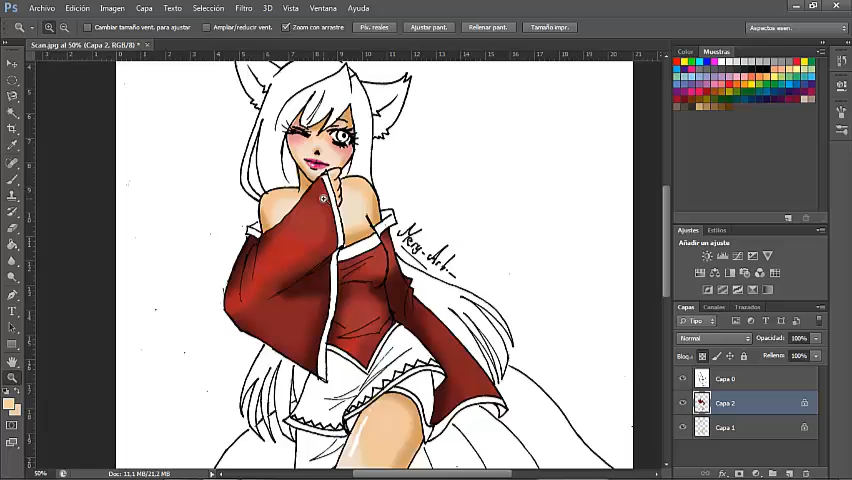 Ps Archivo Edición Imagen Capa Texto Selección Filtro 3D Vista Ventana Ayuda
Cambiar tamaño vent. para ajustar Ampliar/reducir vent. Zoom con arrastre Píx. reales Ajustar pant. Rellenar pant. Tamaño impr. Aspectos esen.
Scan.jpg al 50% (Capa 2, RGB/8) *
Color Muestras
Ajustes Estilos
Añadir un ajuste
Capas Canales Trazados
Tipo
Normal Opacidad: 100%
Bloq.: Relleno: 100%
Capa 0
Capa 2
Capa 1
50% Doc: 11,1 MB/21,2 MB